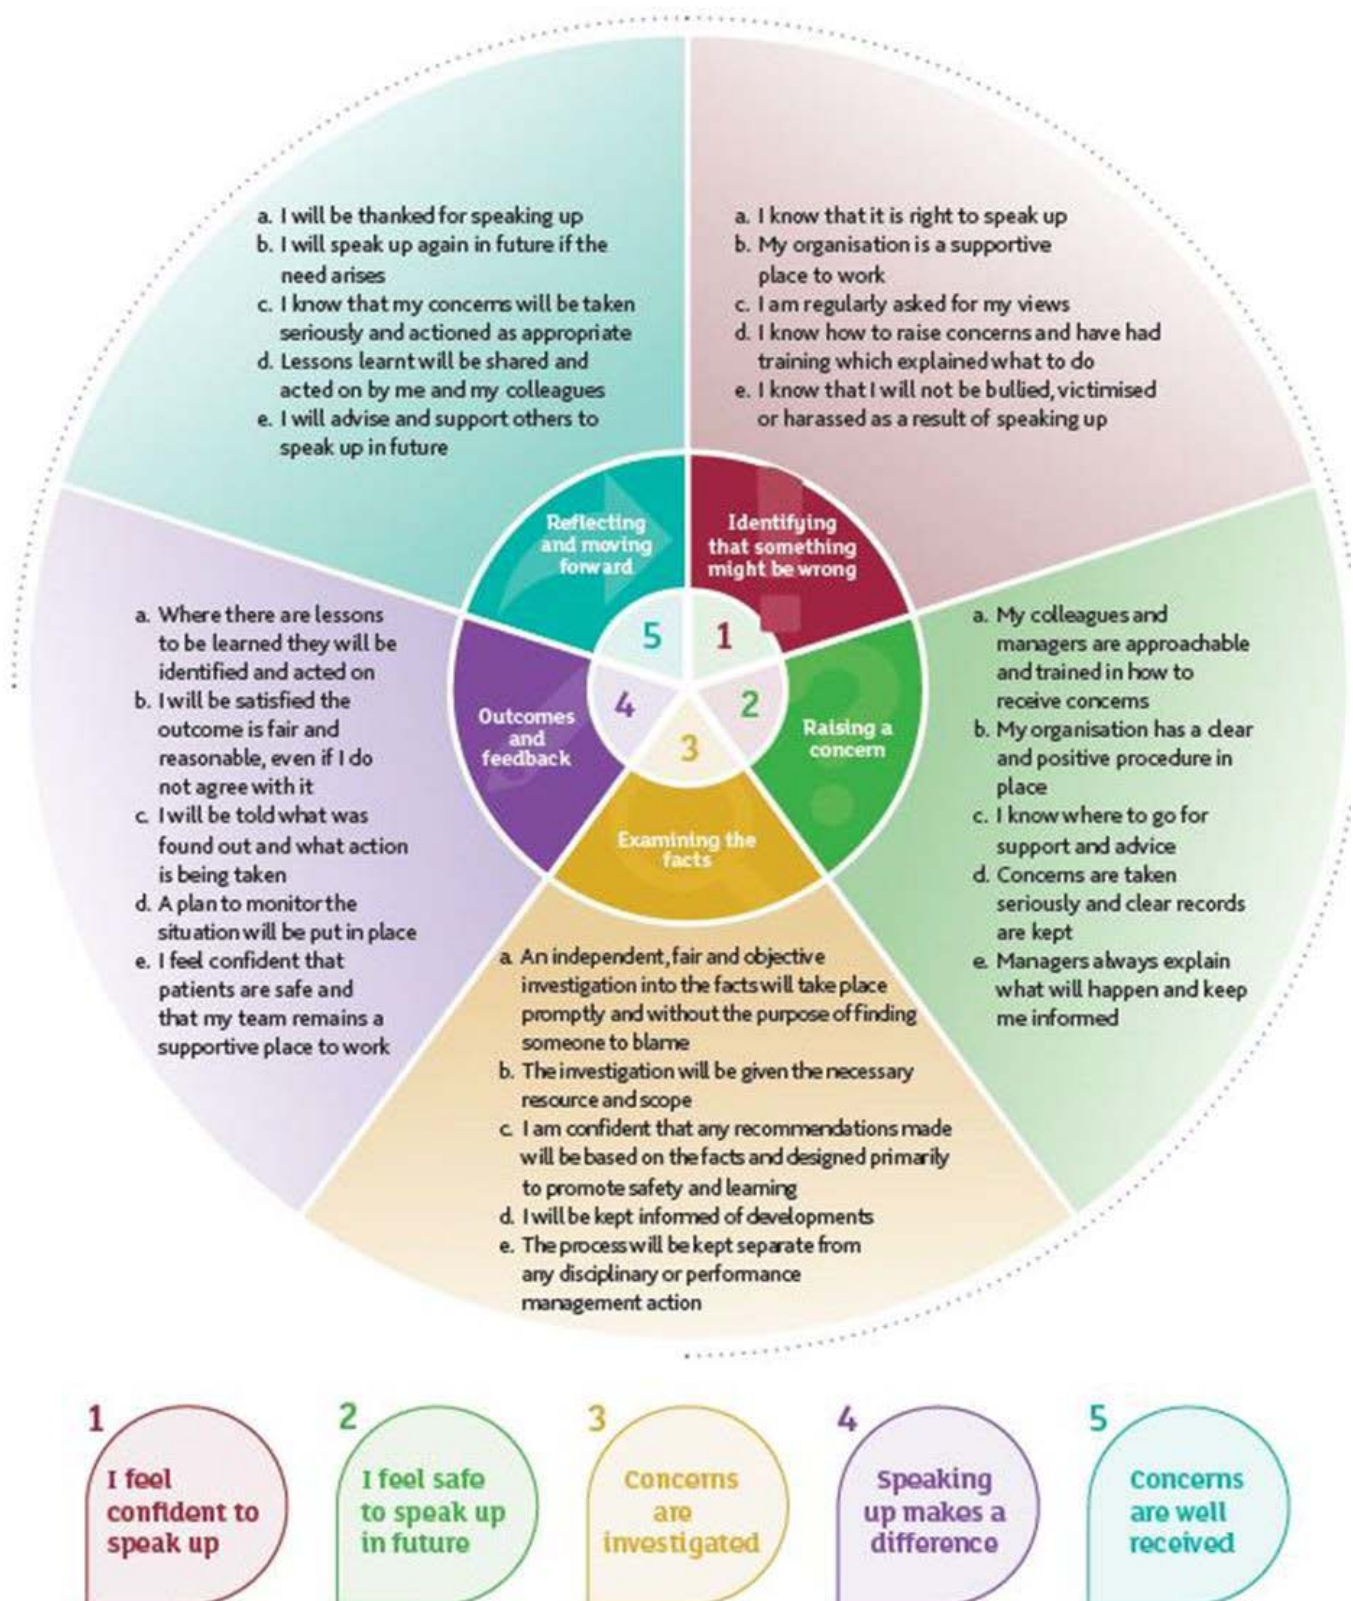 a. I know that it is right to speak up
b. My organisation is a supportive
place to work
c. I am regularly asked for my views
d. I know how to raise concerns and have had
training which explained what to do
e. I know that I will not be bullied, victimised
or harassed as a result of speaking up
Identifying
that something
might be wrong
1
a. My colleagues and
managers are approachable
and trained in how to
receive concerns
b. My organisation has a clear
and positive procedure in
place
c. I know where to go for
support and advice
d. Concerns are taken
seriously and clear records
are kept
e. Managers always explain
what will happen and keep
me informed
Raising a
concern
2
Examining the
facts
3
a. An independent, fair and objective
investigation into the facts will take place
promptly and without the purpose of finding
someone to blame
b. The investigation will be given the necessary
resource and scope
c. I am confident that any recommendations made
will be based on the facts and designed primarily
to promote safety and learning
d. I will be kept informed of developments
e. The process will be kept separate from
any disciplinary or performance
management action
a. Where there are lessons
to be learned they will be
identified and acted on
b. I will be satisfied the
outcome is fair and
reasonable, even if I do
not agree with it
c. I will be told what was
found out and what action
is being taken
d. A plan to monitor the
situation will be put in place
e. I feel confident that
patients are safe and
that my team remains a
supportive place to work
Outcomes
and
feedback
4
a. I will be thanked for speaking up
b. I will speak up again in future if the
need arises
c. I know that my concerns will be taken
seriously and actioned as appropriate
d. Lessons learnt will be shared and
acted on by me and my colleagues
e. I will advise and support others to
speak up in future
Reflecting
and moving
forward
5
1
I feel
confident to
speak up
2
I feel safe
to speak up
in future
3
Concerns
are
investigated
4
Speaking
up makes a
difference
5
Concerns
are well
received